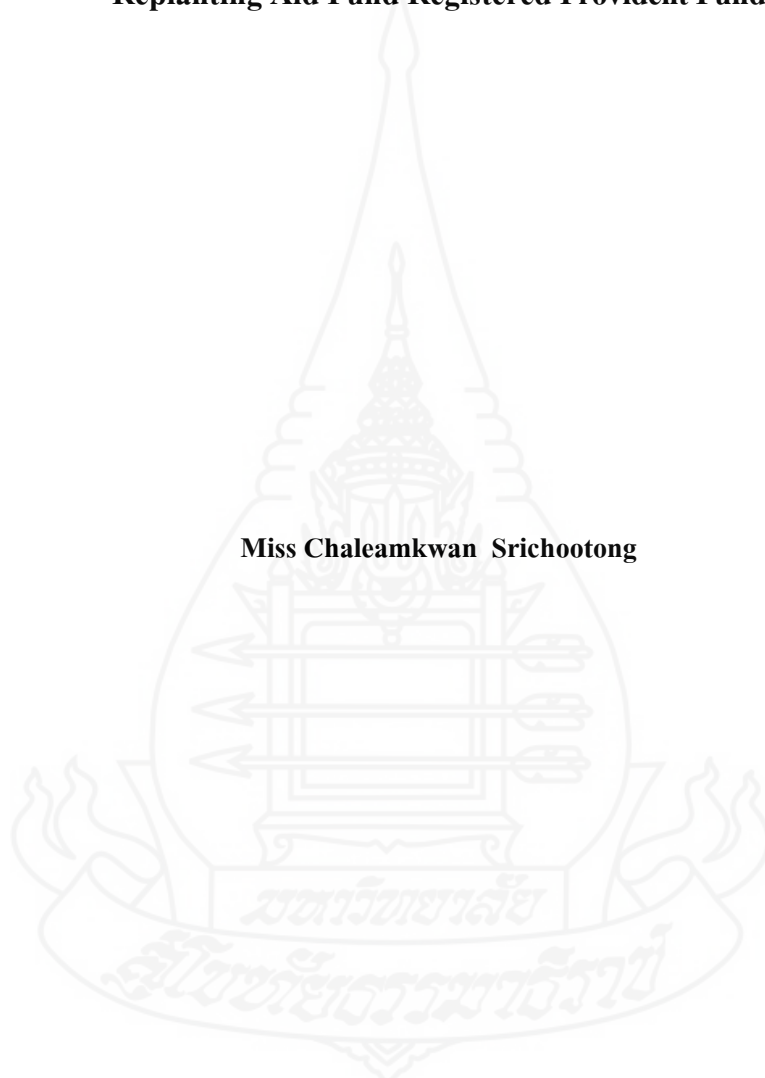 Replanting Aid Fund Registered Provident Fund
Miss Chaleamkwan Srichootong
มหาวิทยาลัย
สุโขทัยธรรมาธิราช